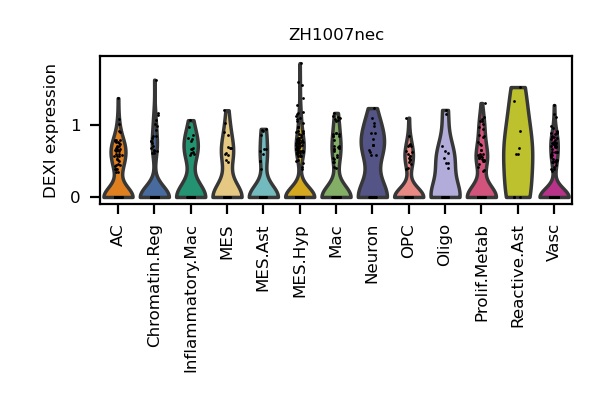 ZH1007nec
DEXI expression
1
0
AC
Chromatin.Reg
Inflammatory.Mac
MES
MES.Ast
MES.Hyp
Mac
Neuron
OPC
Oligo
Prolif.Metab
Reactive.Ast
Vasc